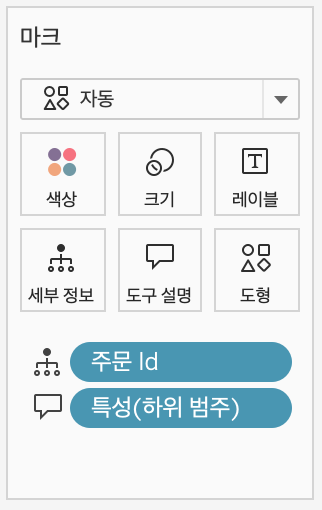 마크
자동
색상
크기
레이블
세부 정보
도구 설명
도형
주문 Id
특성(하위 범주)